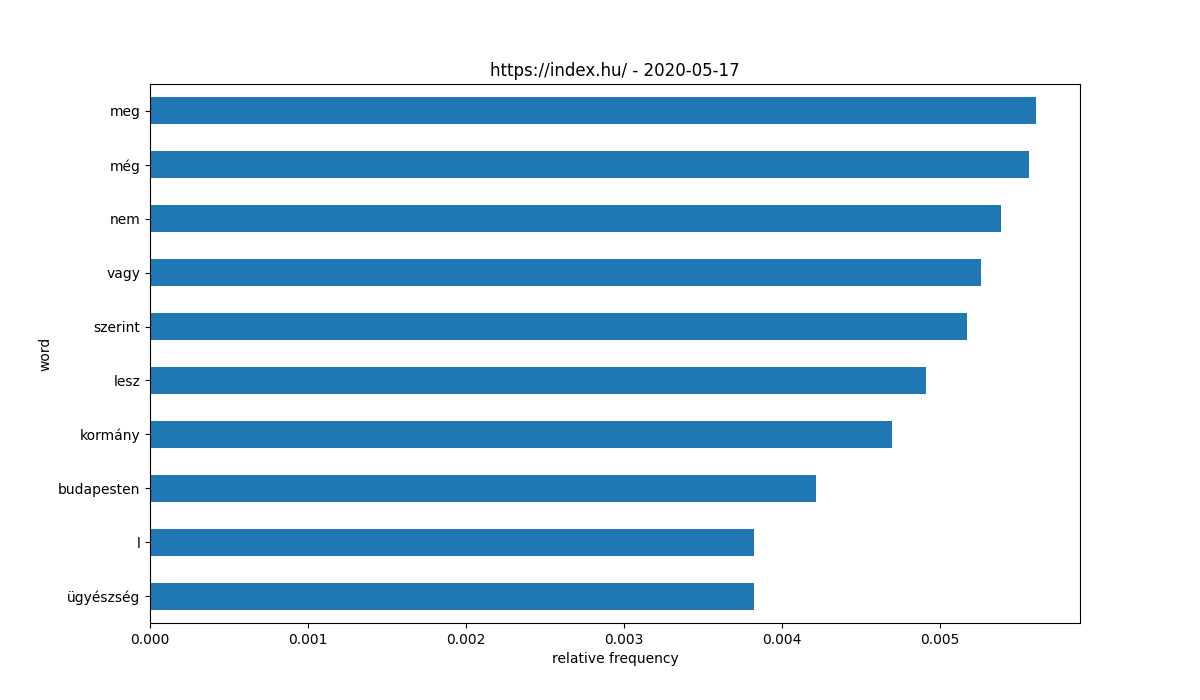 https://index.hu/ - 2020-05-17
word
meg
még
nem
vagy
szerint
lesz
kormány
budapesten
l
ügyészség
0.000 0.001 0.002 0.003 0.004 0.005
relative frequency